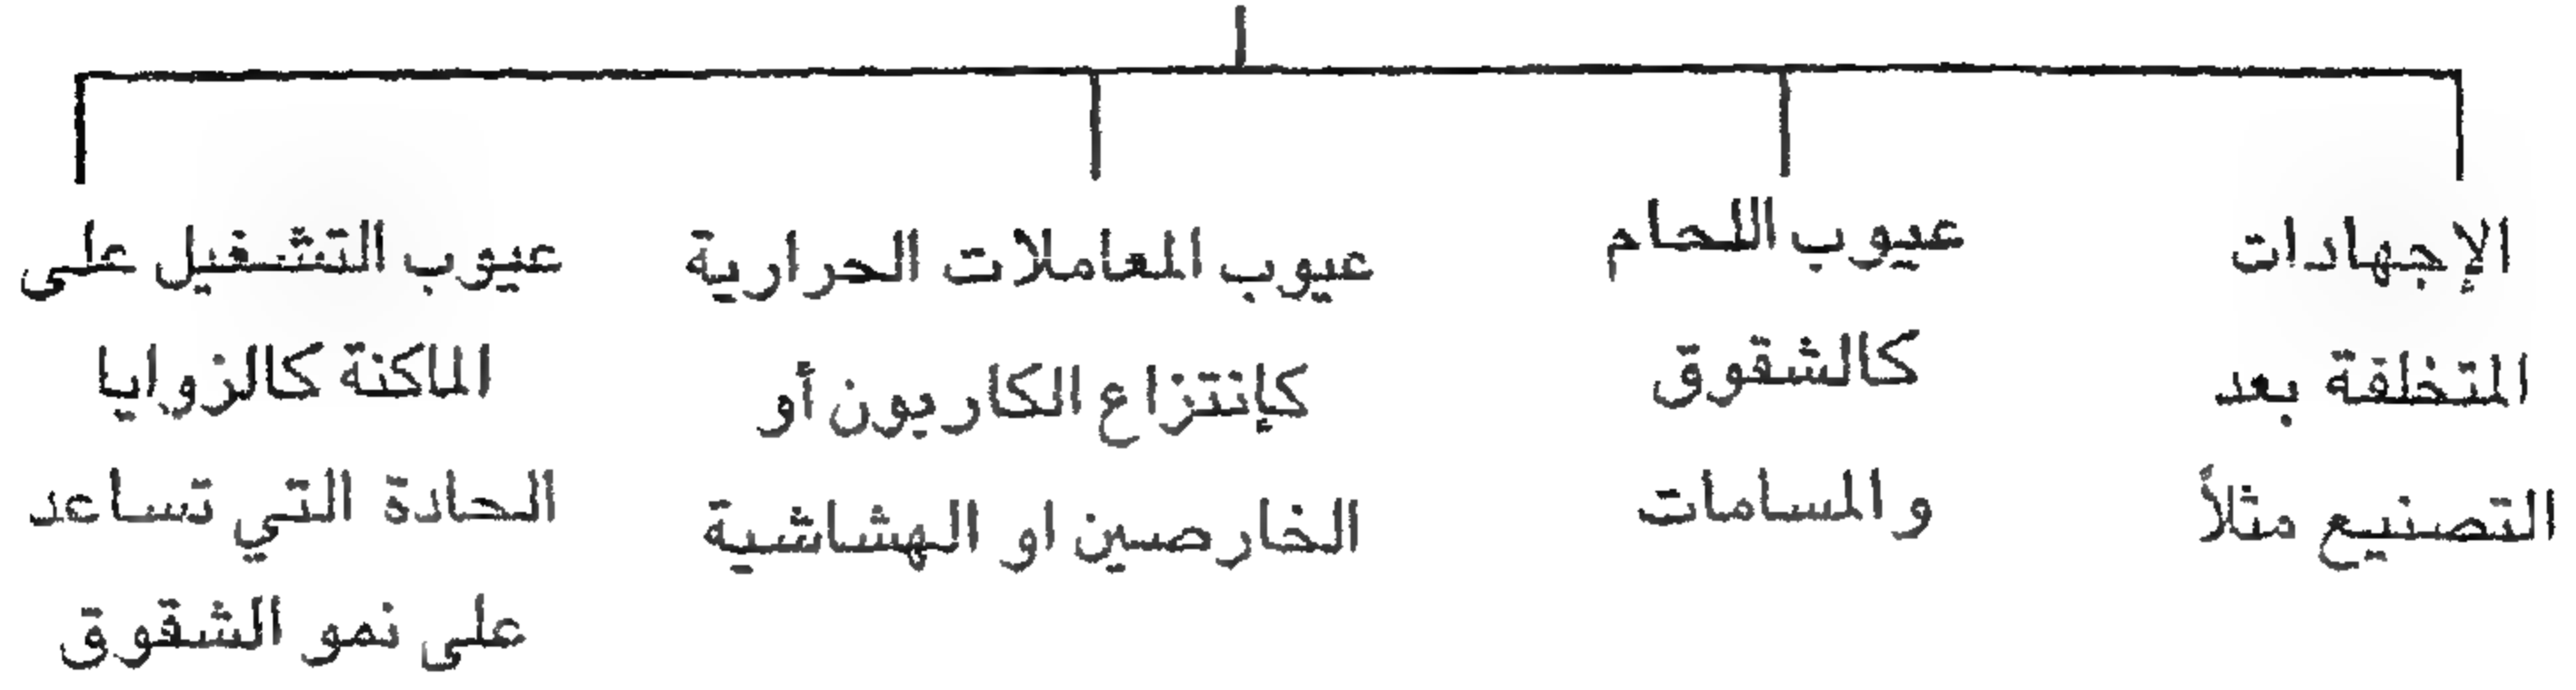 الإجهادات
المتخلفة بعد
التصنيع مثلاً
عيوب اللحام
كالشقوق
والمسامات
عيوب المعاملات الحرارية
كإنتزاع الكاربون أو
الخارصين او الهشاشية
عيوب التشغيل على
الماكنة كالزوايا
الحادة التي تساعد
على نمو الشقوق